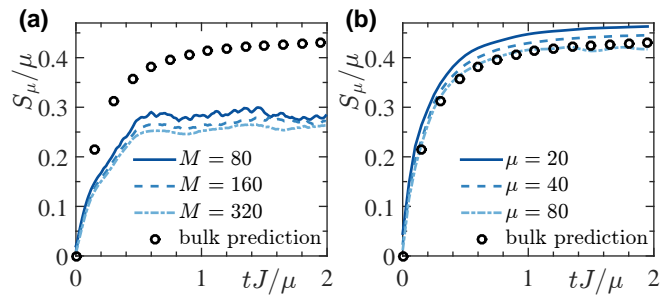 (a)
S_μ/μ
0.4
0.3
0.2
0.1
0
M = 80
M = 160
M = 320
bulk prediction
0 1 2
tJ/μ
(b)
S_μ/μ
0.4
0.3
0.2
0.1
0
μ = 20
μ = 40
μ = 80
bulk prediction
0 1 2
tJ/μ